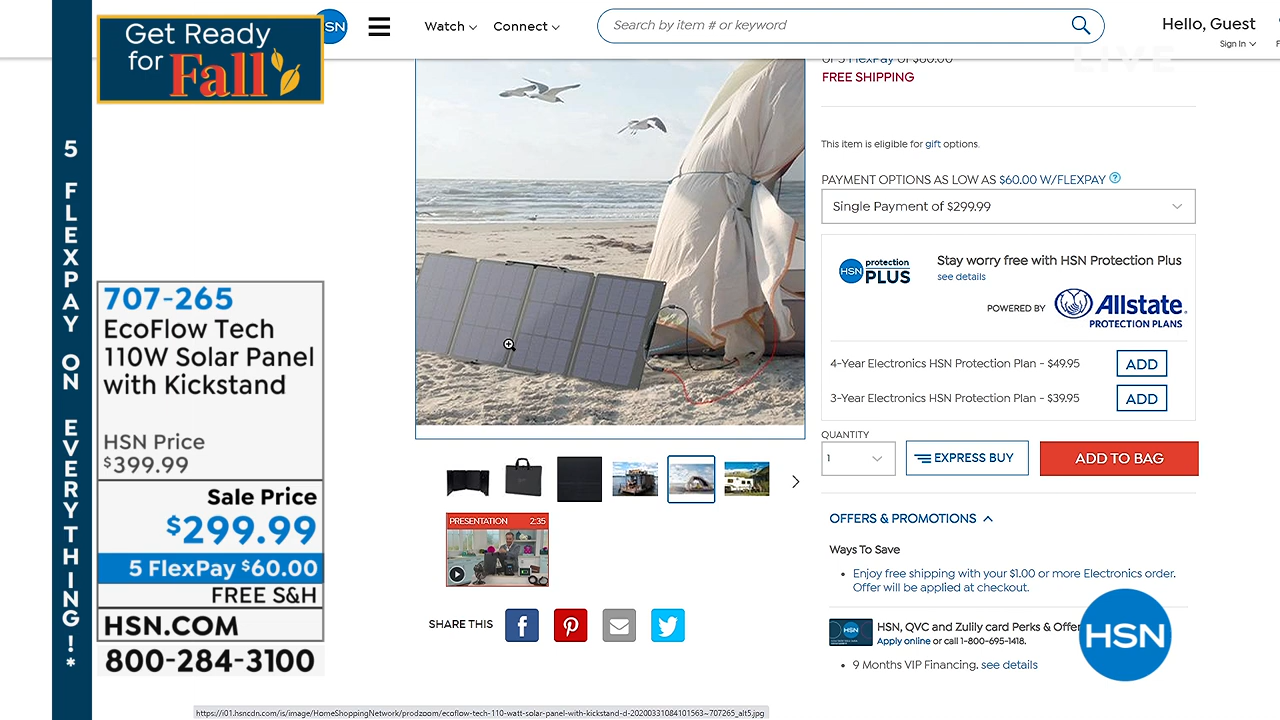 Get Ready
for Fall
SN
Watch
Connect
Search by item # or keyword
Hello, Guest
Sign In
LIVE
5 FLEXPAY ON EVERYTHING!*
707-265
EcoFlow Tech
110W Solar Panel
with Kickstand
HSN Price
$399.99
Sale Price
$299.99
5 FlexPay $60.00
FREE S&H
HSN.COM
800-284-3100
PRESENTATION 2:35
SHARE THIS
or 5 FlexPay of $60.00
FREE SHIPPING
This item is eligible for gift options.
PAYMENT OPTIONS AS LOW AS $60.00 W/FLEXPAY ?
Single Payment of $299.99
HSN protection PLUS
Stay worry free with HSN Protection Plus
see details
POWERED BY Allstate.
PROTECTION PLANS
4-Year Electronics HSN Protection Plan - $49.95 ADD
3-Year Electronics HSN Protection Plan - $39.95 ADD
QUANTITY
1
EXPRESS BUY
ADD TO BAG
OFFERS & PROMOTIONS
Ways To Save
• Enjoy free shipping with your $1.00 or more Electronics order.
Offer will be applied at checkout.
HSN, QVC and Zulily card Perks & Offer
Apply online or call 1-800-695-1418.
• 9 Months VIP Financing. see details
HSN
https://i01.hsncdn.com/is/image/HomeShoppingNetwork/prodzoom/ecoflow-tech-110-watt-solar-panel-with-kickstand-d-20200331084101563~707265_alt5.jpg